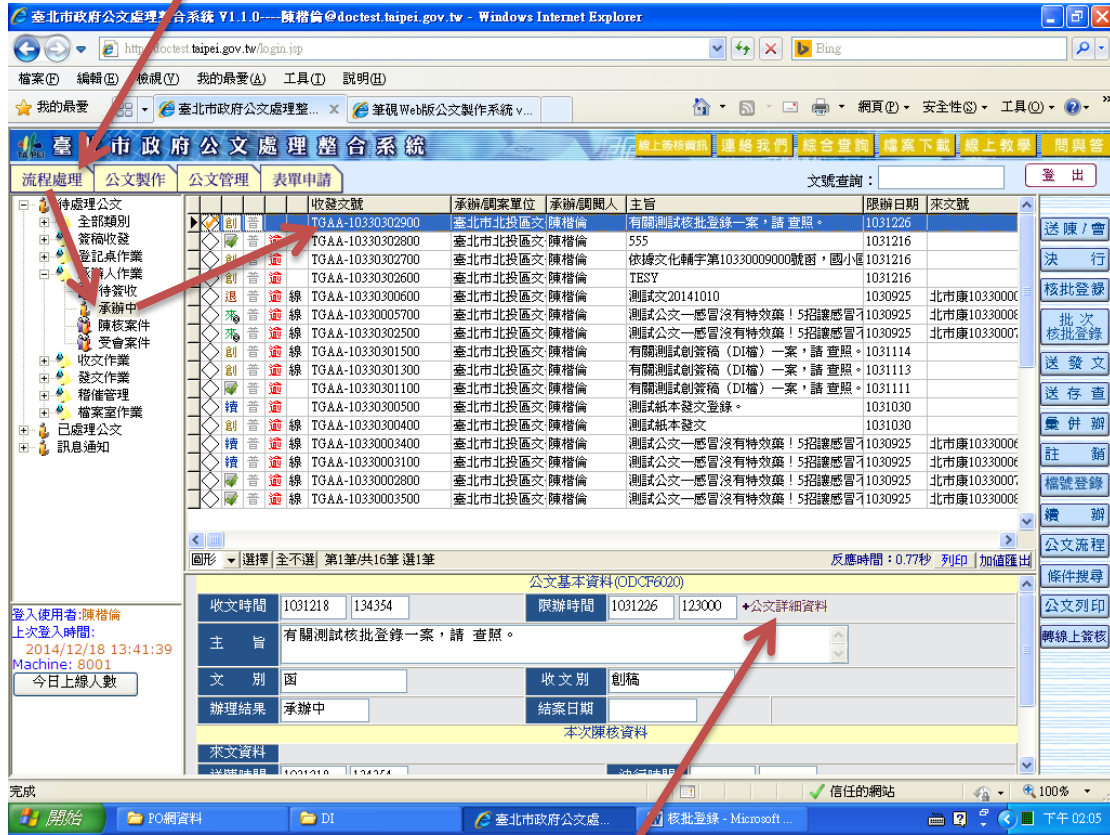 臺北市政府公文處理整合系統 V1.1.0----陳楷倫@doctest.taipei.gov.tw - Windows Internet Explorer
http://doctest.taipei.gov.tw/login.jsp
Bing
檔案(F) 編輯(E) 檢視(V) 我的最愛(A) 工具(T) 說明(H)
我的最愛 臺北市政府公文處理整... X 筆硯Web版公文製作系統 v... 網頁(P) 安全性(S) 工具(O)
臺北市政府公文處理整合系統 線上簽核資訊 連絡我們 綜合查詢 檔案下載 線上教學 問與答
流程處理 公文製作 公文管理 表單申請 文號查詢： 登 出
待處理公文
全部類別
簽稿收發
登記桌作業
承辦人作業
待簽收
承辦中
陳核案件
受會案件
收文作業
發文作業
稽催管理
檔案室作業
已處理公文
訊息通知
收發文號 承辦/調案單位 承辦/調閱人 主旨 限辦日期 來文號
創 普 TGAA-10330302900 臺北市北投區文 陳楷倫 有關測試核批登錄一案，請 查照。 1031226
普 逾 TGAA-10330302800 臺北市北投區文 陳楷倫 555 1031216
創 普 逾 TGAA-10330302700 臺北市北投區文 陳楷倫 依據文化輔字第10330009000號函，國小 1031216
創 普 逾 TGAA-10330302600 臺北市北投區文 陳楷倫 TESY 1031216
退 普 逾 線 TGAA-10330300600 臺北市北投區文 陳楷倫 測試文20141010 1030925 北市康1033000
來 普 逾 線 TGAA-10330005700 臺北市北投區文 陳楷倫 測試公文一感冒沒有特效藥！5招讓感冒不 1030925 北市康10330008
來 普 逾 線 TGAA-10330302500 臺北市北投區文 陳楷倫 測試公文一感冒沒有特效藥！5招讓感冒不 1030925 北市康10330007
創 普 逾 線 TGAA-10330301500 臺北市北投區文 陳楷倫 有關測試創簽稿（DI檔）一案，請 查照。 1031114
創 普 逾 線 TGAA-10330301300 臺北市北投區文 陳楷倫 有關測試創簽稿（DI檔）一案，請 查照。 1031113
普 逾 TGAA-10330301100 臺北市北投區文 陳楷倫 有關測試創簽稿（DI檔）一案，請 查照。 1031111
續 普 逾 TGAA-10330300500 臺北市北投區文 陳楷倫 測試紙本發文登錄。 1031030
創 普 逾 線 TGAA-10330300400 臺北市北投區文 陳楷倫 測試紙本發文 1031030
續 普 逾 線 TGAA-10330003400 臺北市北投區文 陳楷倫 測試公文一感冒沒有特效藥！5招讓感冒不 1030925 北市康10330006
續 普 逾 線 TGAA-10330003100 臺北市北投區文 陳楷倫 測試公文一感冒沒有特效藥！5招讓感冒不 1030925 北市康10330006
普 逾 線 TGAA-10330002800 臺北市北投區文 陳楷倫 測試公文一感冒沒有特效藥！5招讓感冒不 1030925 北市康10330007
普 逾 線 TGAA-10330003500 臺北市北投區文 陳楷倫 測試公文一感冒沒有特效藥！5招讓感冒不 1030925 北市康10330008
圖形 選擇 全不選 第1筆/共16筆 選1筆 反應時間：0.77秒 列印 加值匯出
送陳/會
決 行
核批登錄
批 次
核批登錄
送 發 文
送 存 查
彙 併 辦
註 銷
檔號登錄
續 辦
公文流程
條件搜尋
公文列印
轉線上簽核
公文基本資料(ODCF6020)
收文時間 1031218 134354 限辦時間 1031226 123000 +公文詳細資料
主 旨 有關測試核批登錄一案，請 查照。
文 別 函 收文別 創稿
辦理結果 承辦中 結案日期
本次陳核資料
來文資料
送陳時間 1031218 134354 決行時間
登入使用者:陳楷倫
上次登入時間:
2014/12/18 13:41:39
Machine: 8001
今日上線人數
完成 信任的網站 100%
開始 PO網資料 DI 臺北市政府公文處... 核批登錄 - Microsoft ... 下午 02:05